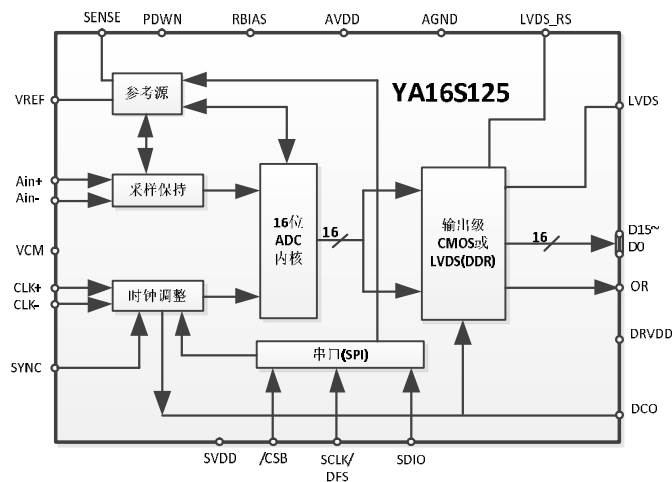 SENSE
PDWN
RBIAS
AVDD
AGND
LVDS_RS
YA16S125
VREF
参考源
LVDS
Ain+
Ain-
采样保持
16位
ADC
内核
16
输出级
CMOS或
LVDS(DDR)
16
D15~
D0
VCM
CLK+
CLK-
时钟调整
OR
串口(SPI)
DRVDD
SYNC
DCO
SVDD
/CSB
SCLK/
DFS
SDIO